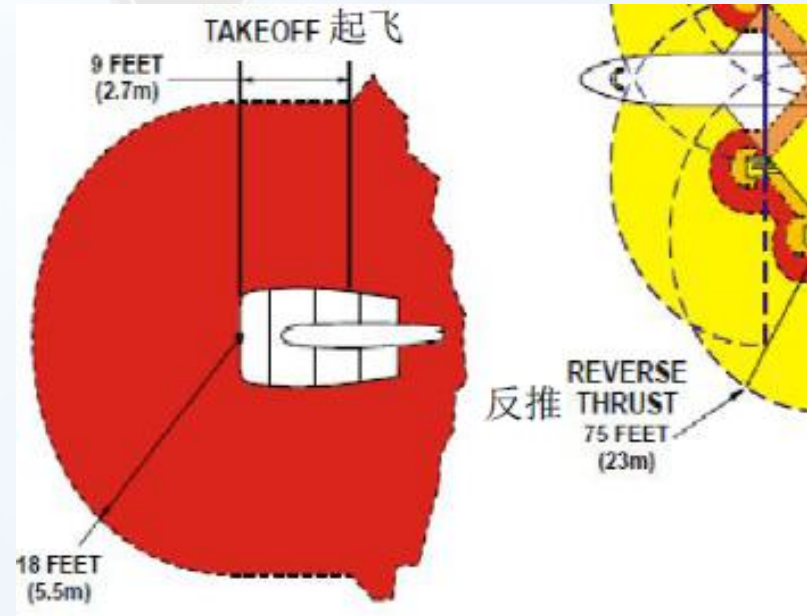 TAKEOFF 起飞
9 FEET
(2.7m)
18 FEET
(5.5m)
反推 REVERSE
THRUST
75 FEET
(23m)